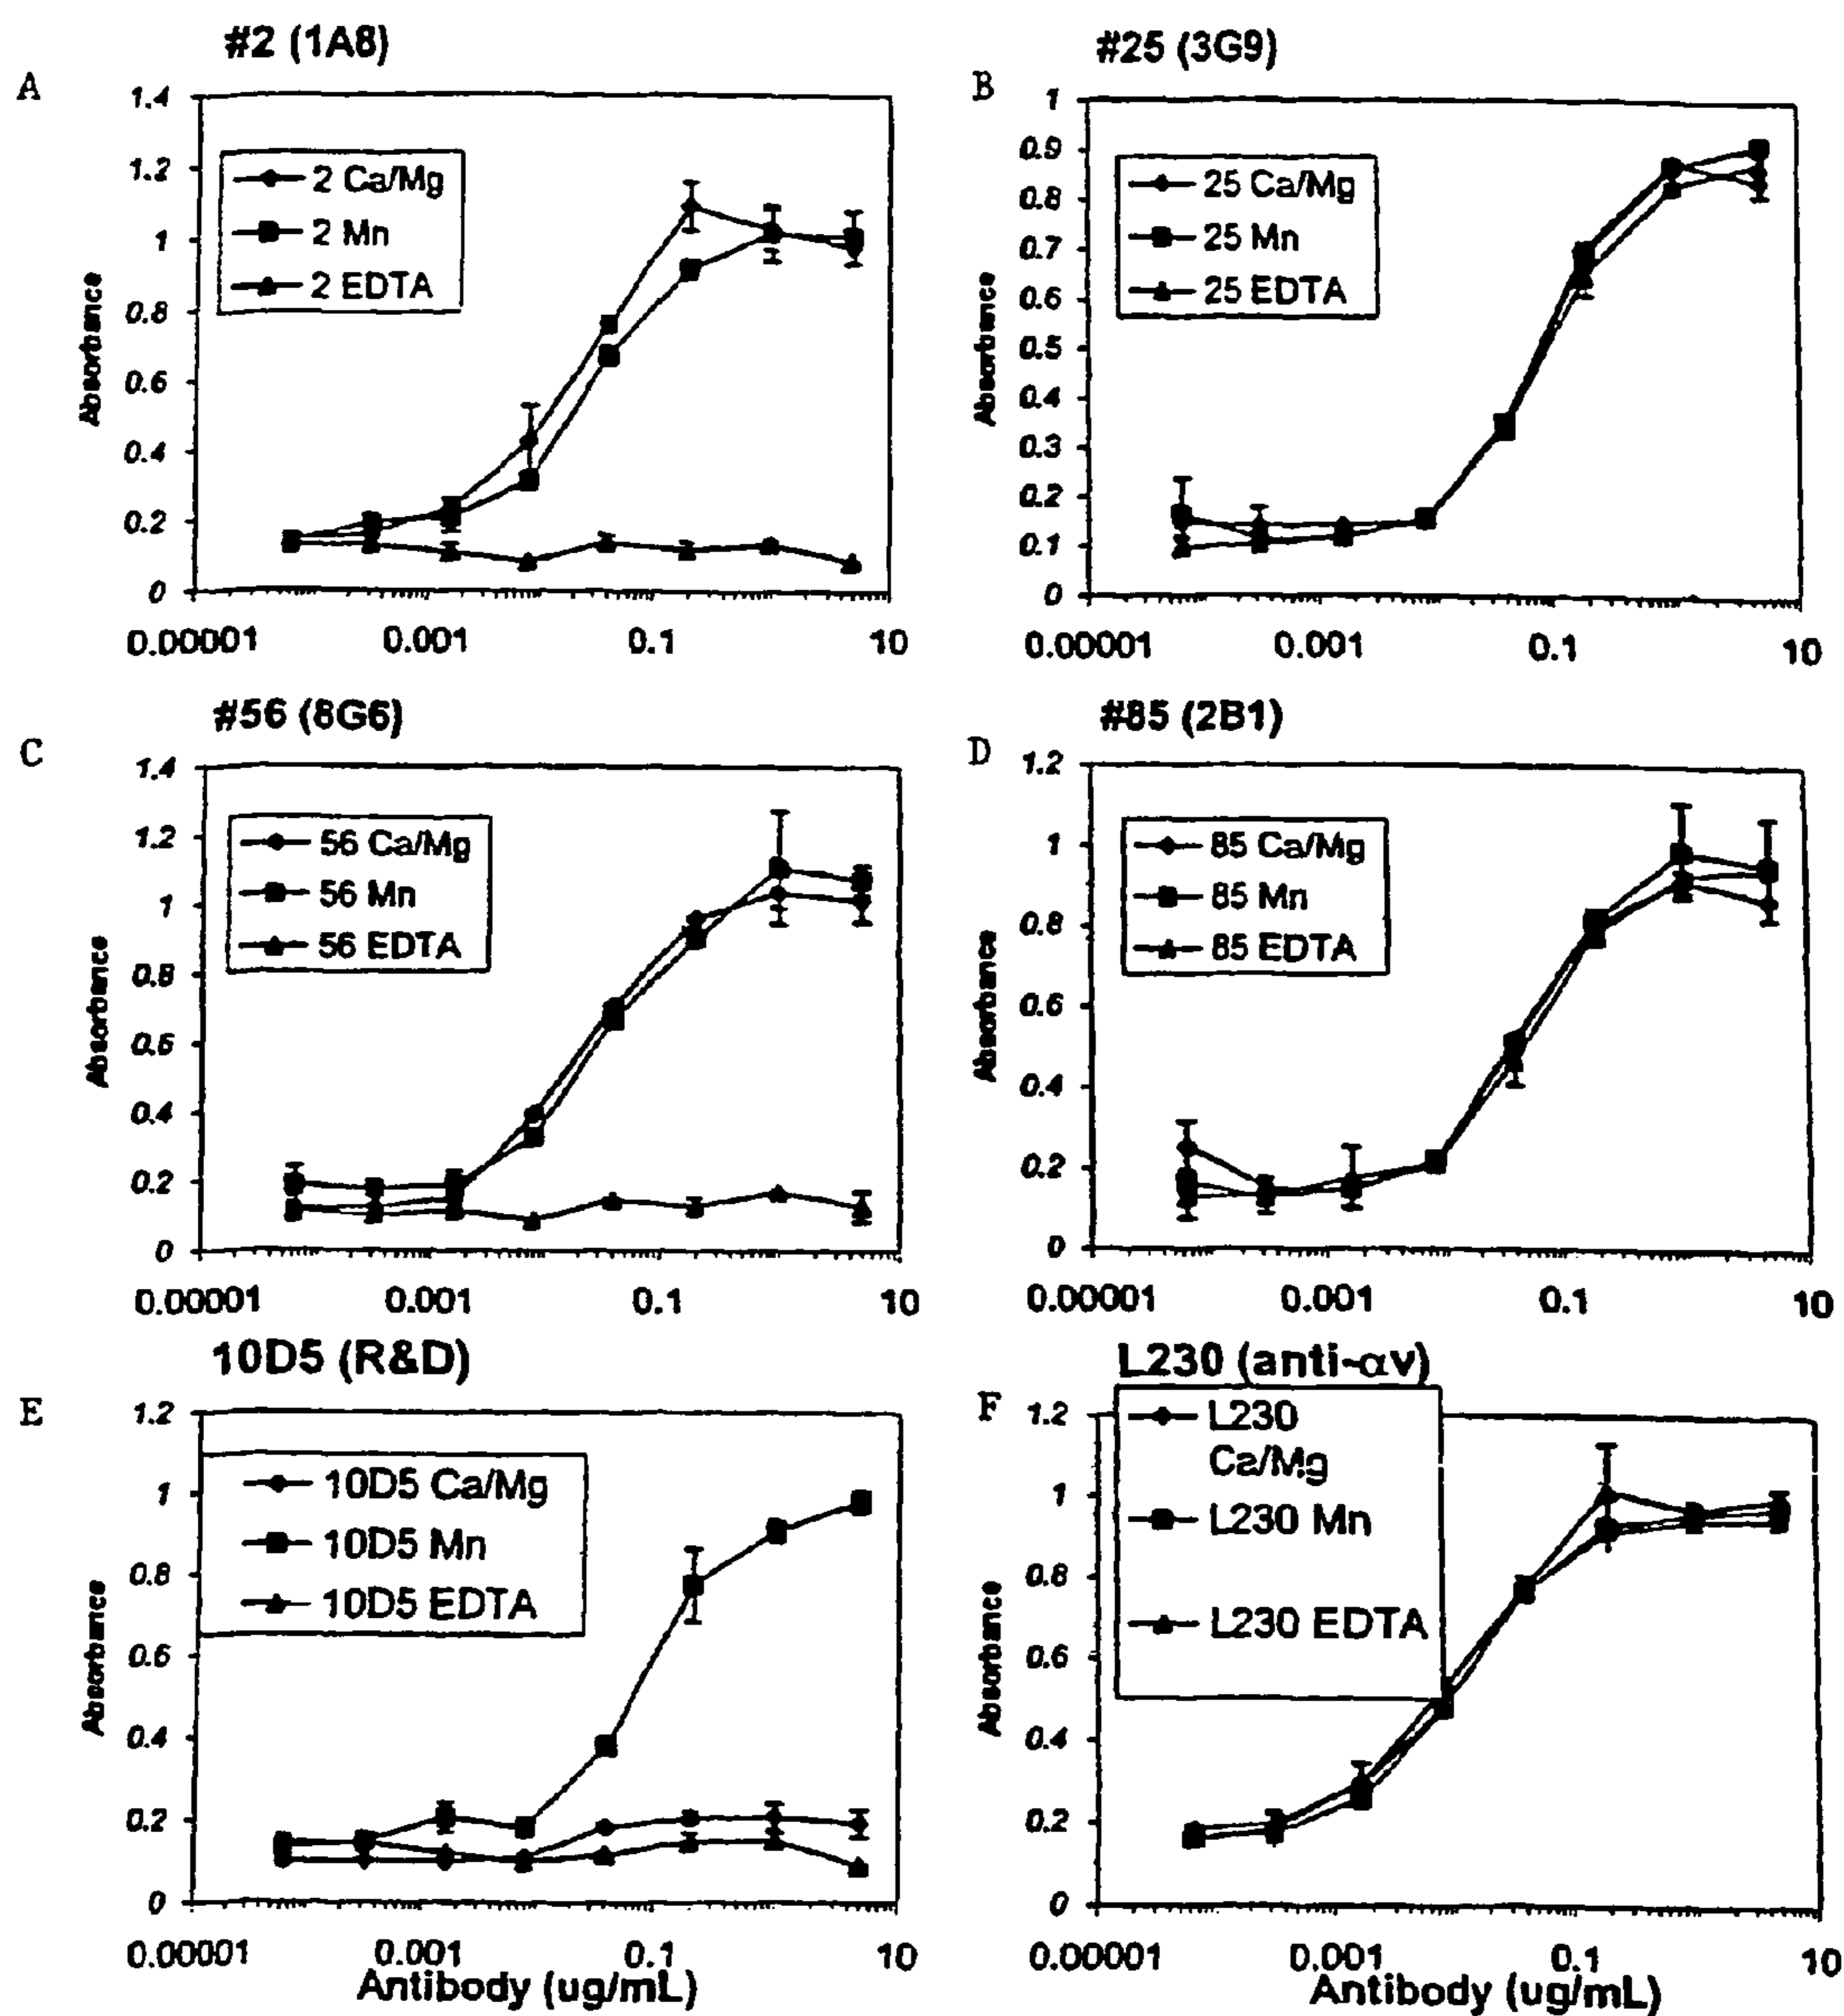 #2 (1A8)
A
1.4
1.2
1
0.8
0.6
0.4
0.2
0
Absorbance
2 Ca/Mg
2 Mn
2 EDTA
0.00001 0.001 0.1 10
#25 (3G9)
B
1
0.9
0.8
0.7
0.6
0.5
0.4
0.3
0.2
0.1
0
Absorbance
25 Ca/Mg
25 Mn
25 EDTA
0.00001 0.001 0.1 10
#56 (8G6)
C
1.4
1.2
1
0.8
0.6
0.4
0.2
0
Absorbance
56 Ca/Mg
56 Mn
56 EDTA
0.00001 0.001 0.1 10
#85 (2B1)
D
1.2
1
0.8
0.6
0.4
0.2
0
Absorbance
85 Ca/Mg
85 Mn
85 EDTA
0.00001 0.001 0.1 10
10D5 (R&D)
E
1.2
1
0.8
0.6
0.4
0.2
0
Absorbance
10D5 Ca/Mg
10D5 Mn
10D5 EDTA
0.00001 0.001 0.1 10
Antibody (ug/mL)
L230 (anti-αv)
F
1.2
1
0.8
0.6
0.4
0.2
0
Absorbance
L230
Ca/Mg
L230 Mn
L230 EDTA
0.00001 0.001 0.1 10
Antibody (ug/mL)